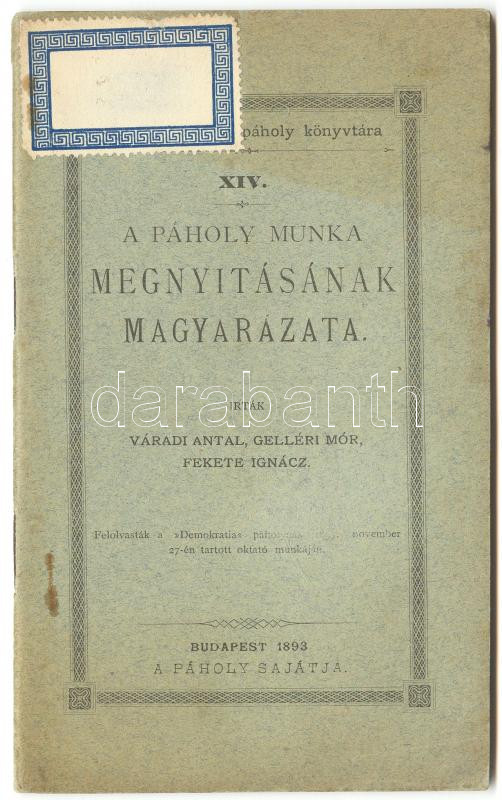 páholy könyvtára
XIV.
A PÁHOLY MUNKA
MEGNYITÁSÁNAK
MAGYARÁZATA.
IRTÁK
VÁRADI ANTAL, GELLÉRI MÓR,
FEKETE IGNÁCZ.
Felolvasták a »Demokratia« november
27-én tartott oktató munkáján.
BUDAPEST 1893
A PÁHOLY SAJÁTJA.
darabanth